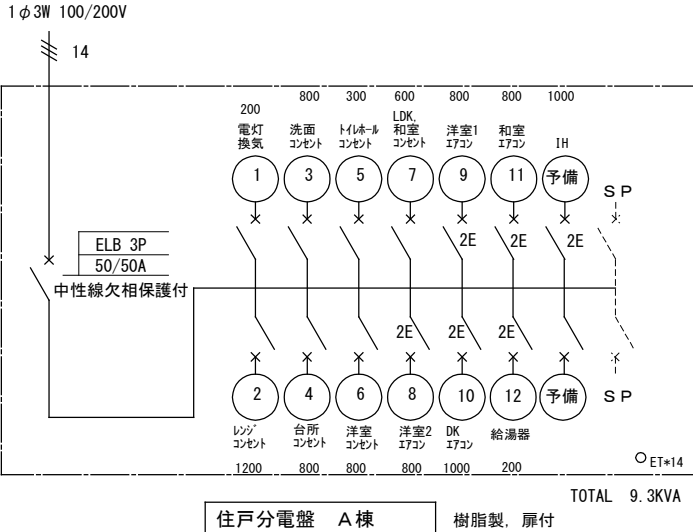 1φ3W 100/200V
14
200 800 300 600 800 800 1000
電灯
換気
洗面
コンセント
トイレホール
コンセント
LDK,
和室
コンセント
洋室1
エアコン
和室
エアコン
IH
1 3 5 7 9 11 予備 SP
2E 2E 2E
ELB 3P
50/50A
中性線欠相保護付
2E 2E 2E
2 4 6 8 10 12 予備 SP
レンジ
コンセント
台所
コンセント
洋室
コンセント
洋室2
エアコン
DK
エアコン
給湯器
1200 800 800 800 1000 200
ET*14
TOTAL 9.3KVA
住戸分電盤 A棟
樹脂製, 扉付